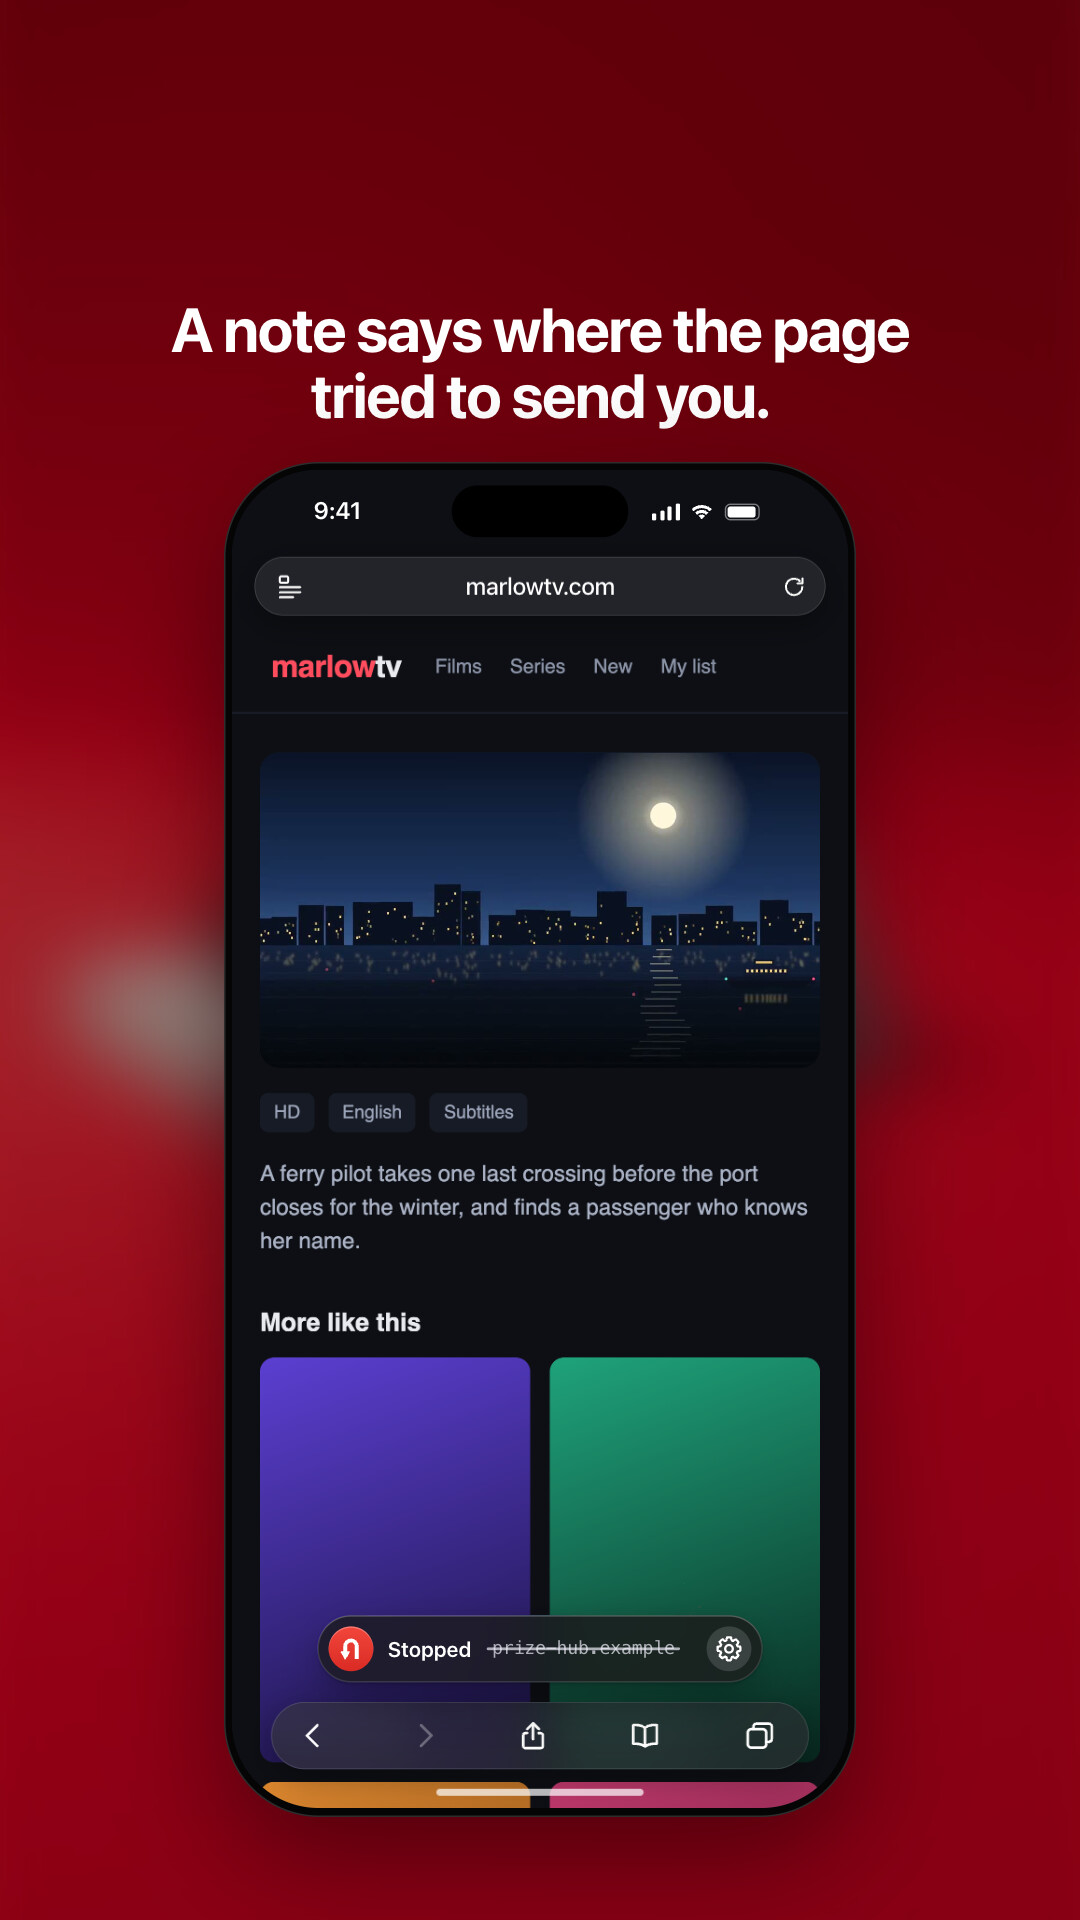 A note says where the page
tried to send you.
9:41
marlowtv.com
marlowtv Films Series New My list
HD English Subtitles
A ferry pilot takes one last crossing before the port
closes for the winter, and finds a passenger who knows
her name.
More like this
Stopped prize-hub.example